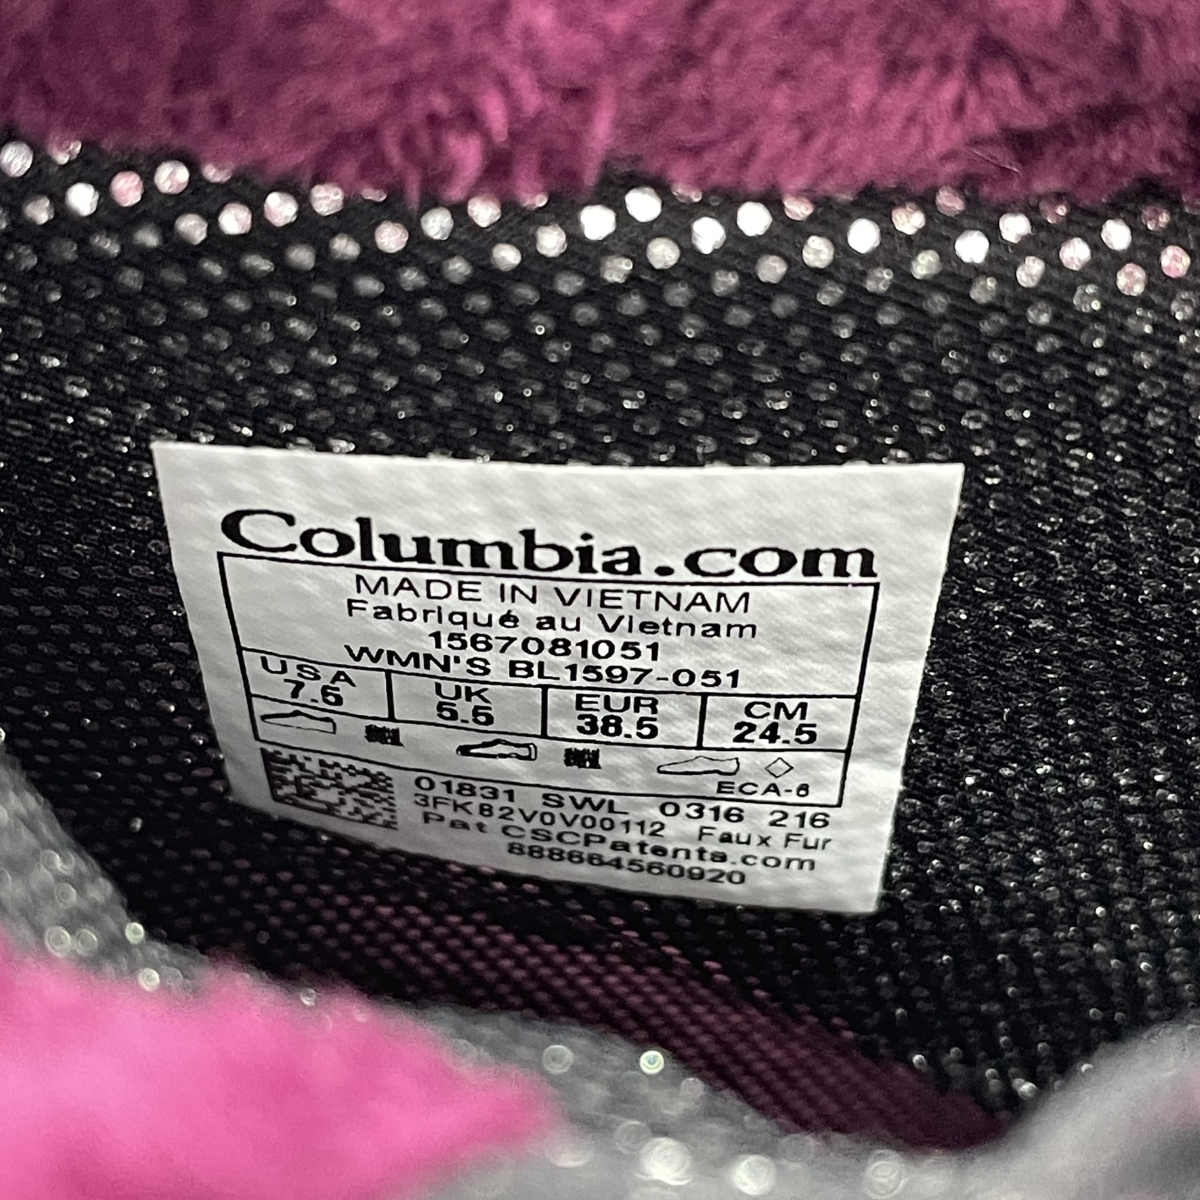 Columbia.com
MADE IN VIETNAM
Fabriqué au Vietnam
1567081051
WMN'S BL1597-051
USA UK EUR CM
7.5 5.5 38.5 24.5
ECA-6
01831 SWL 0316 216
3FK82V0V00112 Faux Fur
Pat CSCPatents.com
888664560920